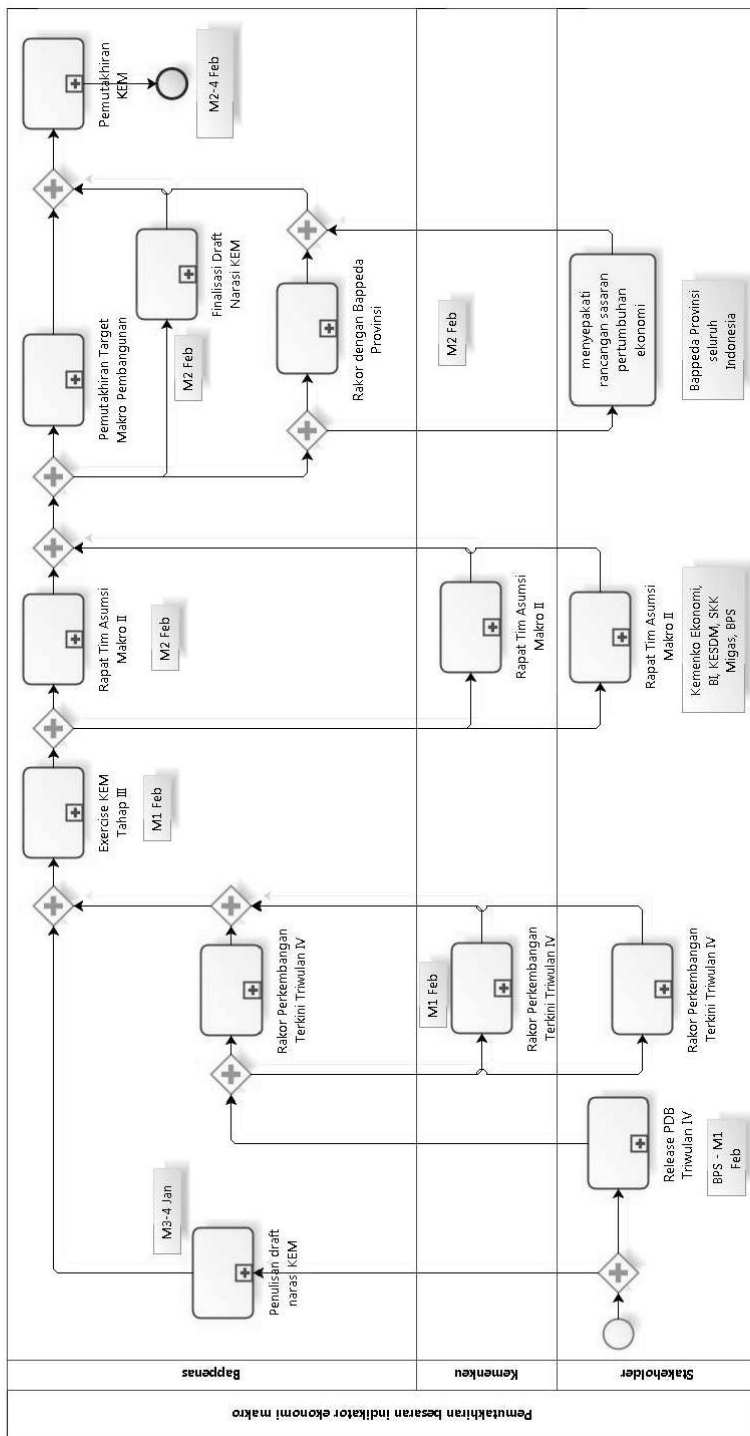 Pemutakhiran besaran indikator ekonomi makro
Bappenas
Kemenkeu
Stakeholder
Penulisan draft
narasi KEM
M3-4 Jan
Release PDB
Triwulan IV
BPS - M1
Feb
Rakor Perkembangan
Terkini Triwulan IV
M1 Feb
Rakor Perkembangan
Terkini Triwulan IV
Rakor Perkembangan
Terkini Triwulan IV
Exercise KEM
Tahap III
M1 Feb
Rapat Tim Asumsi
Makro II
M2 Feb
Rapat Tim Asumsi
Makro II
Rapat Tim Asumsi
Makro II
Kemenko Ekonomi,
BI, KESDM, SKK
Migas, BPS
Pemutakhiran Target
Makro Pembangunan
M2 Feb
Finalisasi Draft
Narasi KEM
Rakor dengan Bappeda
Provinsi
M2 Feb
menyepakati
rancangan sasaran
pertumbuhan
ekonomi
Bappeda Provinsi
seluruh
Indonesia
Pemutakhiran
KEM
M2-4 Feb